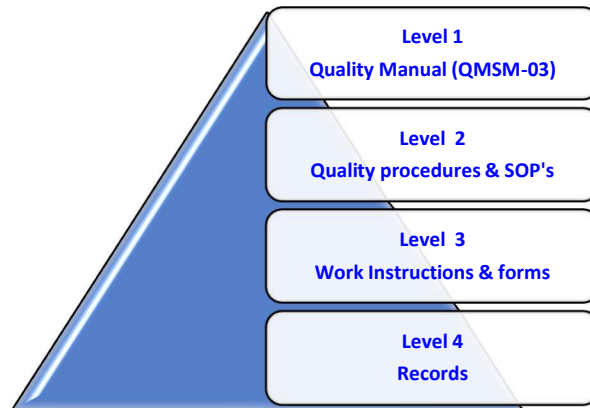 Level 1
Quality Manual (QMSM-03)
Level 2
Quality procedures & SOP's
Level 3
Work Instructions & forms
Level 4
Records